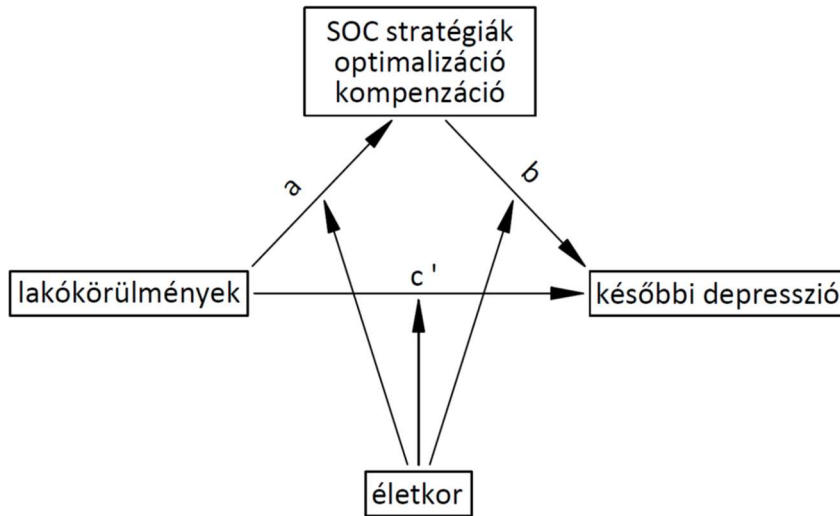 SOC stratégiák
optimalizáció
kompenzáció
a
b
lakókörülmények
c '
későbbi depresszió
életkor